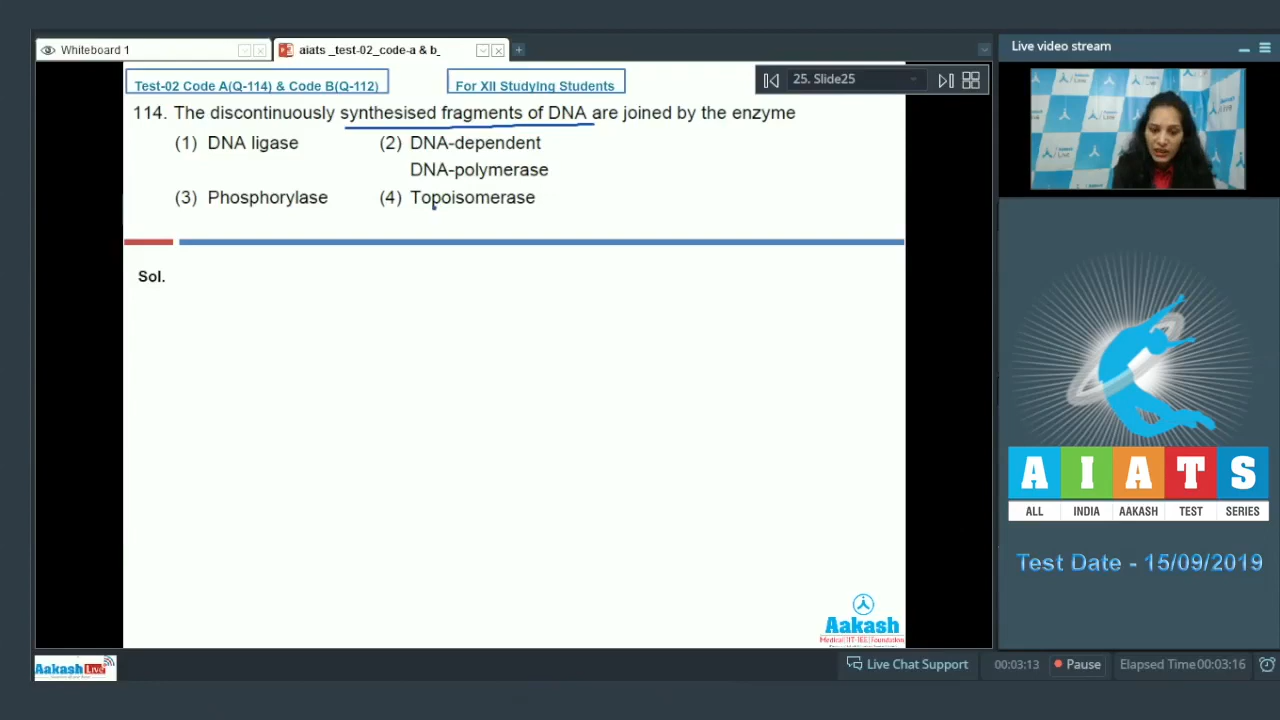 Whiteboard 1
aiats _test-02_code-a & b_
Live video stream
Test-02 Code A(Q-114) & Code B(Q-112)
For XII Studying Students
25. Slide25
114. The discontinuously synthesised fragments of DNA are joined by the enzyme
(1) DNA ligase
(2) DNA-dependent
DNA-polymerase
(3) Phosphorylase
(4) Topoisomerase
Sol.
A I A T S
ALL INDIA AAKASH TEST SERIES
Test Date - 15/09/2019
Aakash
Medical|IIT-JEE|Foundation
Aakash Live
Live Chat Support
00:03:13
Pause
Elapsed Time 00:03:16